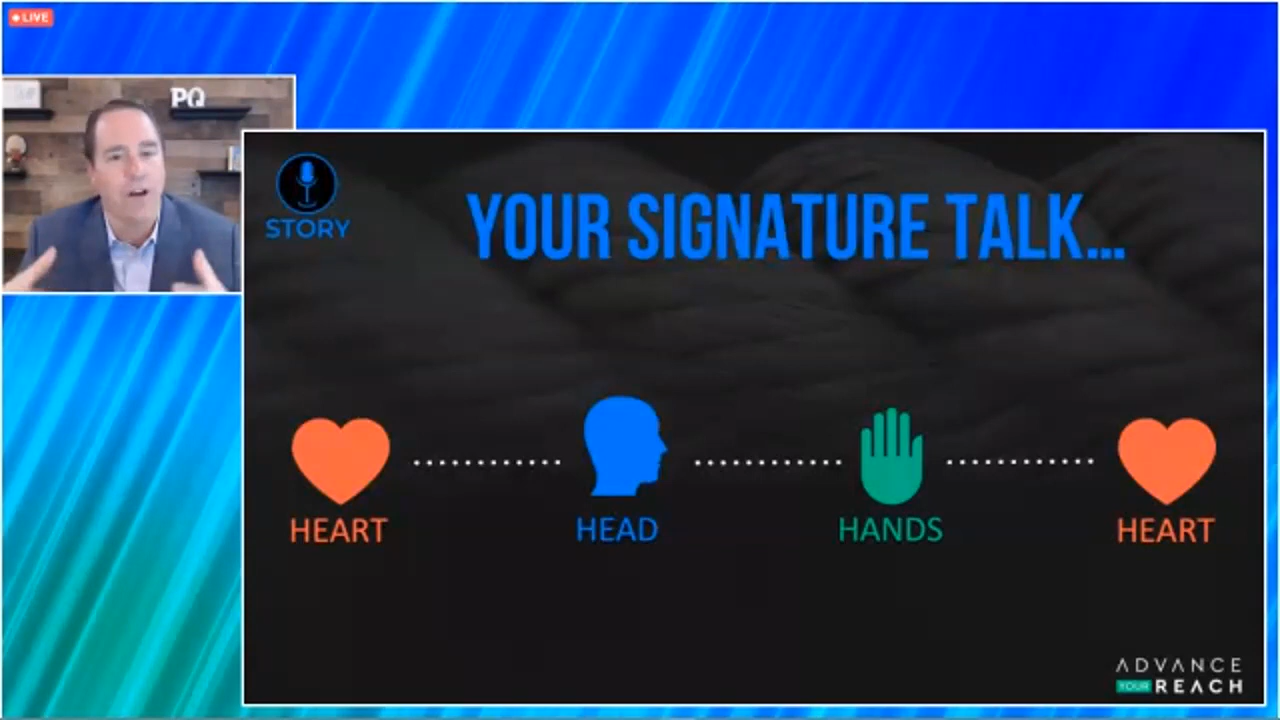 LIVE
PQ
STORY
YOUR SIGNATURE TALK...
HEART
HEAD
HANDS
HEART
ADVANCE
YOUR REACH